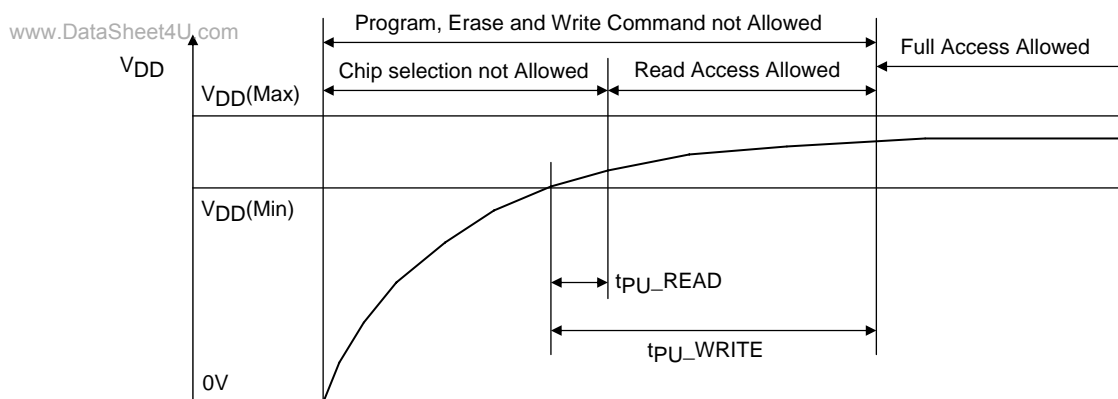 Program, Erase and Write Command not Allowed
www.DataSheet4U.com
Full Access Allowed
VDD
Chip selection not Allowed
Read Access Allowed
VDD(Max)
VDD(Min)
tPU_READ
tPU_WRITE
0V